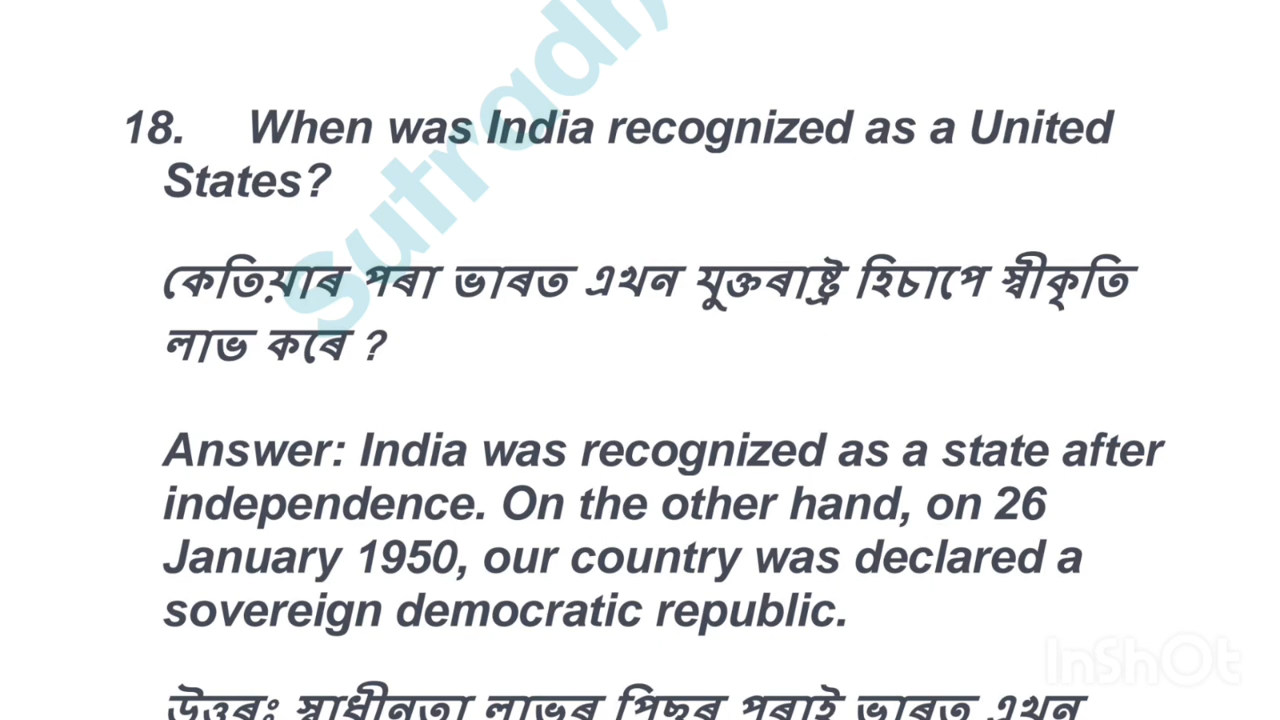 18. When was India recognized as a United
States?
কেতিয়াৰ পৰা ভাৰত এখন যুক্তৰাষ্ট্ৰ হিচাপে স্বীকৃতি
লাভ কৰে ?
Answer: India was recognized as a state after
independence. On the other hand, on 26
January 1950, our country was declared a
sovereign democratic republic.
উত্তৰঃ স্বাধীনতা লাভৰ পিছৰ পৰাই ভাৰত এখন
InShOt